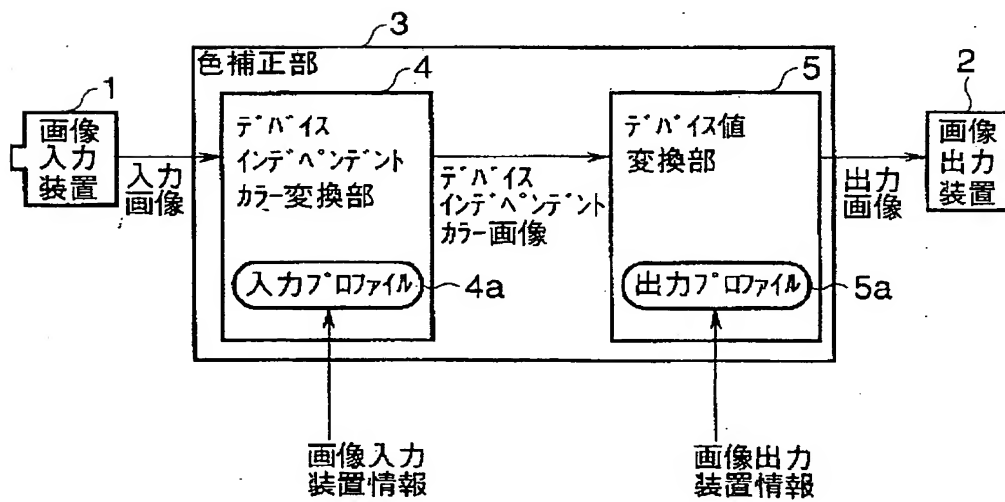 3
色補正部
1
画像
入力
装置
入力
画像
4
デバイス
インデペンデント
カラー変換部
入力プロファイル
4a
デバイス
インデペンデント
カラー画像
5
デバイス値
変換部
出力プロファイル
5a
出力
画像
2
画像
出力
装置
画像入力
装置情報
画像出力
装置情報